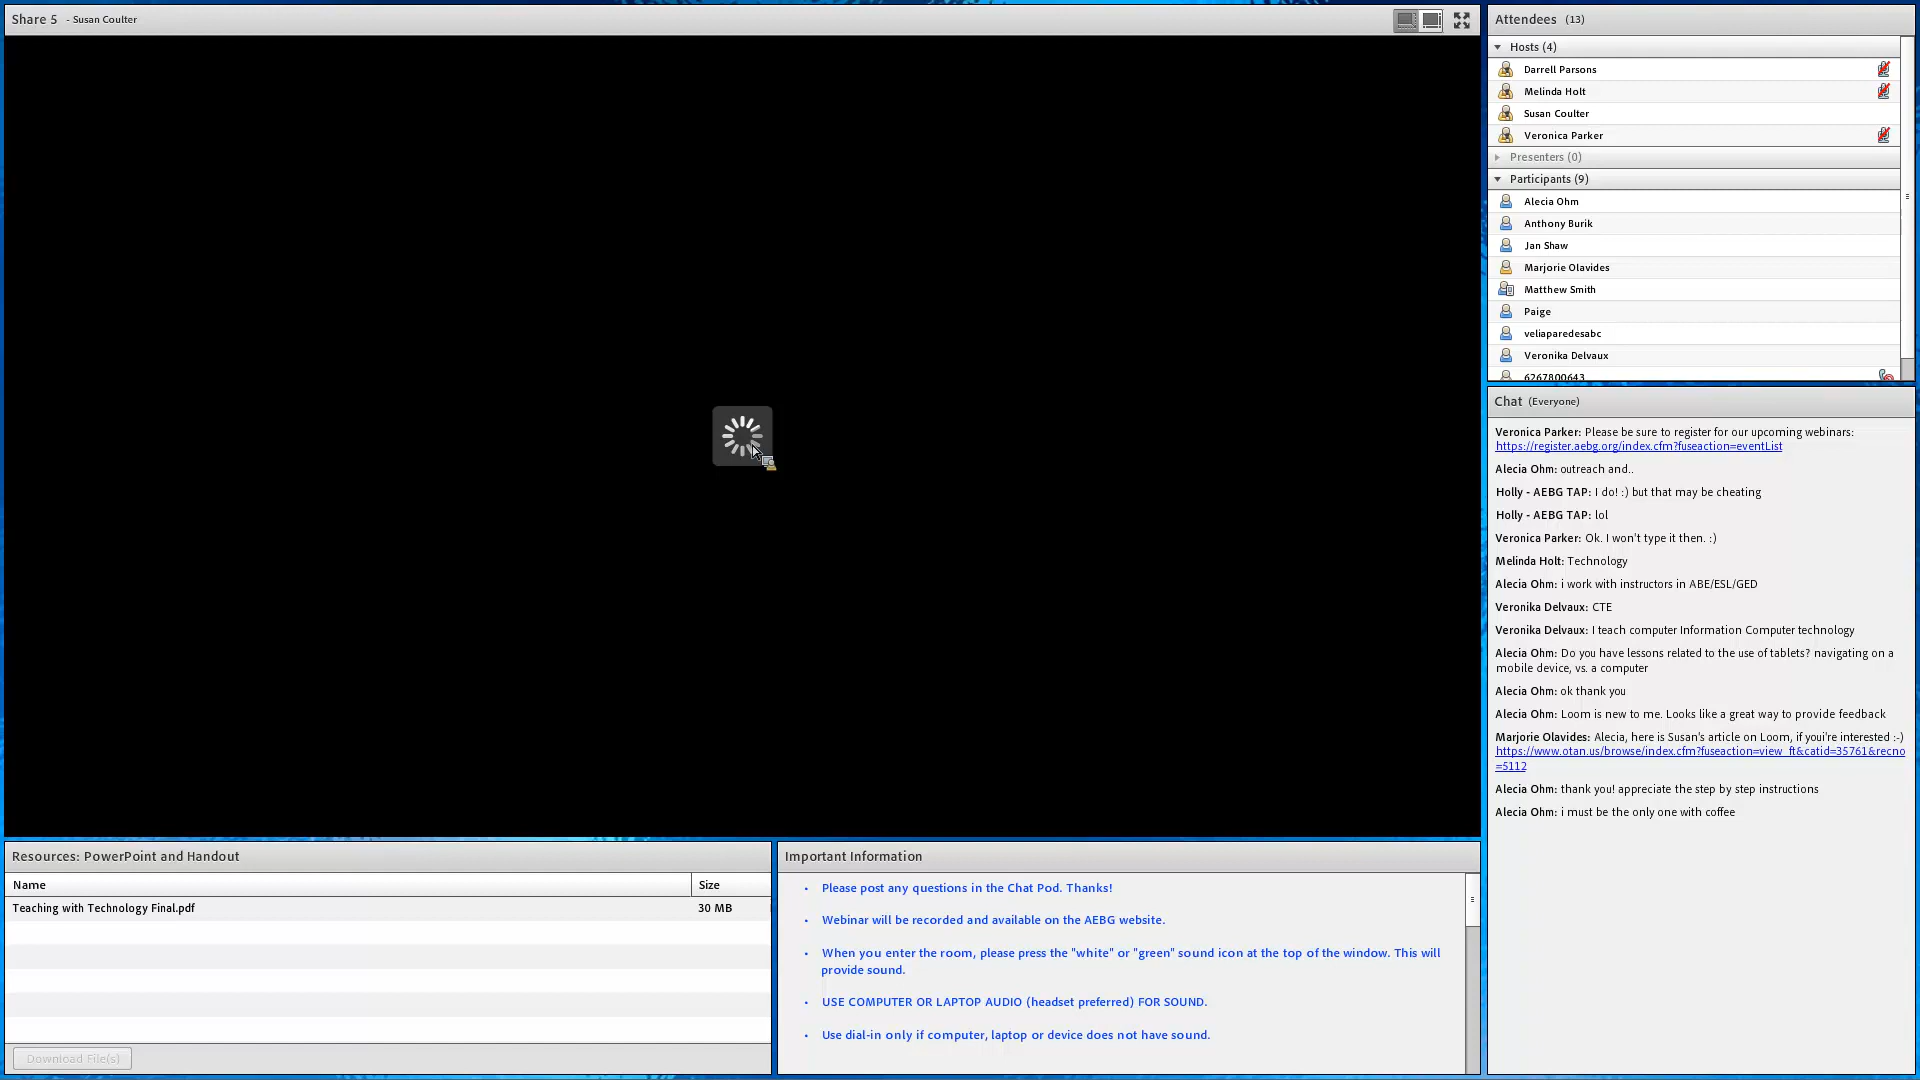 Share 5 - Susan Coulter
Attendees (13)
Hosts (4)
Darrell Parsons
Melinda Holt
Susan Coulter
Veronica Parker
Presenters (0)
Participants (9)
Alecia Ohm
Anthony Burik
Jan Shaw
Marjorie Olavides
Matthew Smith
Paige
veliaparedesabc
Veronika Delvaux
6267800643
Chat (Everyone)
Veronica Parker: Please be sure to register for our upcoming webinars:
https://register.aebg.org/index.cfm?fuseaction=eventList
Alecia Ohm: outreach and..
Holly - AEBG TAP: I do! :) but that may be cheating
Holly - AEBG TAP: lol
Veronica Parker: Ok. I won't type it then. :)
Melinda Holt: Technology
Alecia Ohm: i work with instructors in ABE/ESL/GED
Veronika Delvaux: CTE
Veronika Delvaux: I teach computer Information Computer technology
Alecia Ohm: Do you have lessons related to the use of tablets? navigating on a
mobile device, vs. a computer
Alecia Ohm: ok thank you
Alecia Ohm: Loom is new to me. Looks like a great way to provide feedback
Marjorie Olavides: Alecia, here is Susan's article on Loom, if youi're interested :-)
https://www.otan.us/browse/index.cfm?fuseaction=view_ft&catid=35761&recno
=5112
Alecia Ohm: thank you! appreciate the step by step instructions
Alecia Ohm: i must be the only one with coffee
Resources: PowerPoint and Handout
Name Size
Teaching with Technology Final.pdf 30 MB
Download File(s)
Important Information
• Please post any questions in the Chat Pod. Thanks!
• Webinar will be recorded and available on the AEBG website.
• When you enter the room, please press the "white" or "green" sound icon at the top of the window. This will
provide sound.
• USE COMPUTER OR LAPTOP AUDIO (headset preferred) FOR SOUND.
• Use dial-in only if computer, laptop or device does not have sound.